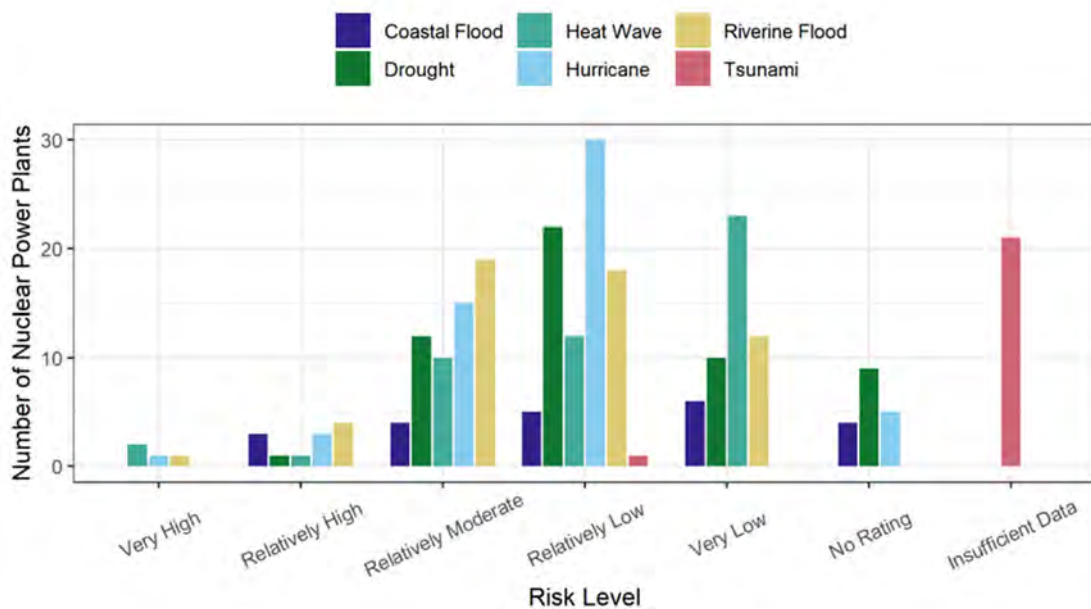 Coastal Flood Heat Wave Riverine Flood
Drought Hurricane Tsunami
Number of Nuclear Power Plants
30
20
10
0
Very High
Relatively High
Relatively Moderate
Relatively Low
Very Low
No Rating
Insufficient Data
Risk Level